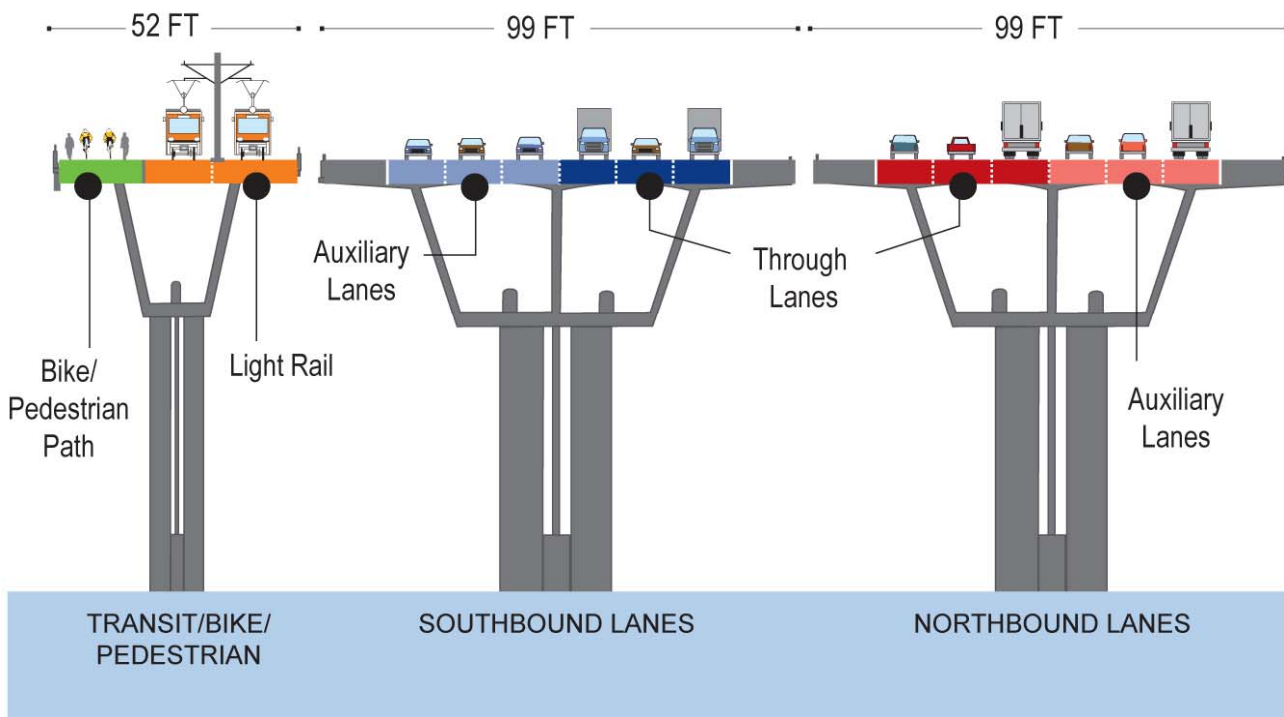 52 FT
99 FT
99 FT
Auxiliary
Lanes
Through
Lanes
Bike/
Pedestrian
Path
Light Rail
Auxiliary
Lanes
TRANSIT/BIKE/
PEDESTRIAN
SOUTHBOUND LANES
NORTHBOUND LANES